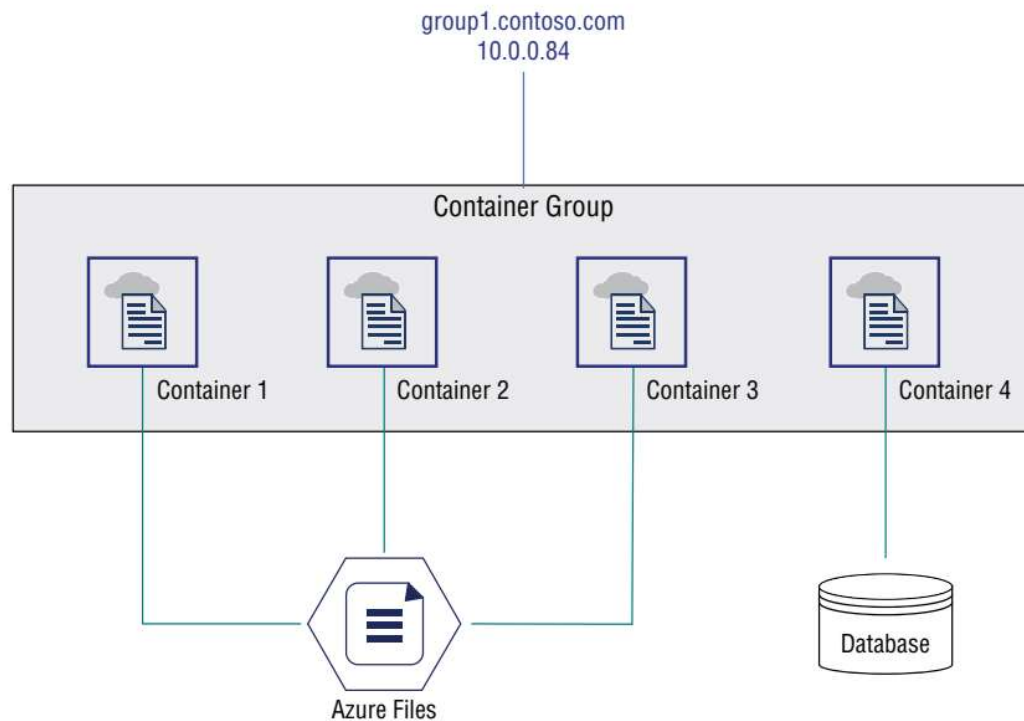 group1.contoso.com
10.0.0.84
Container Group
Container 1
Container 2
Container 3
Container 4
Database
Azure Files